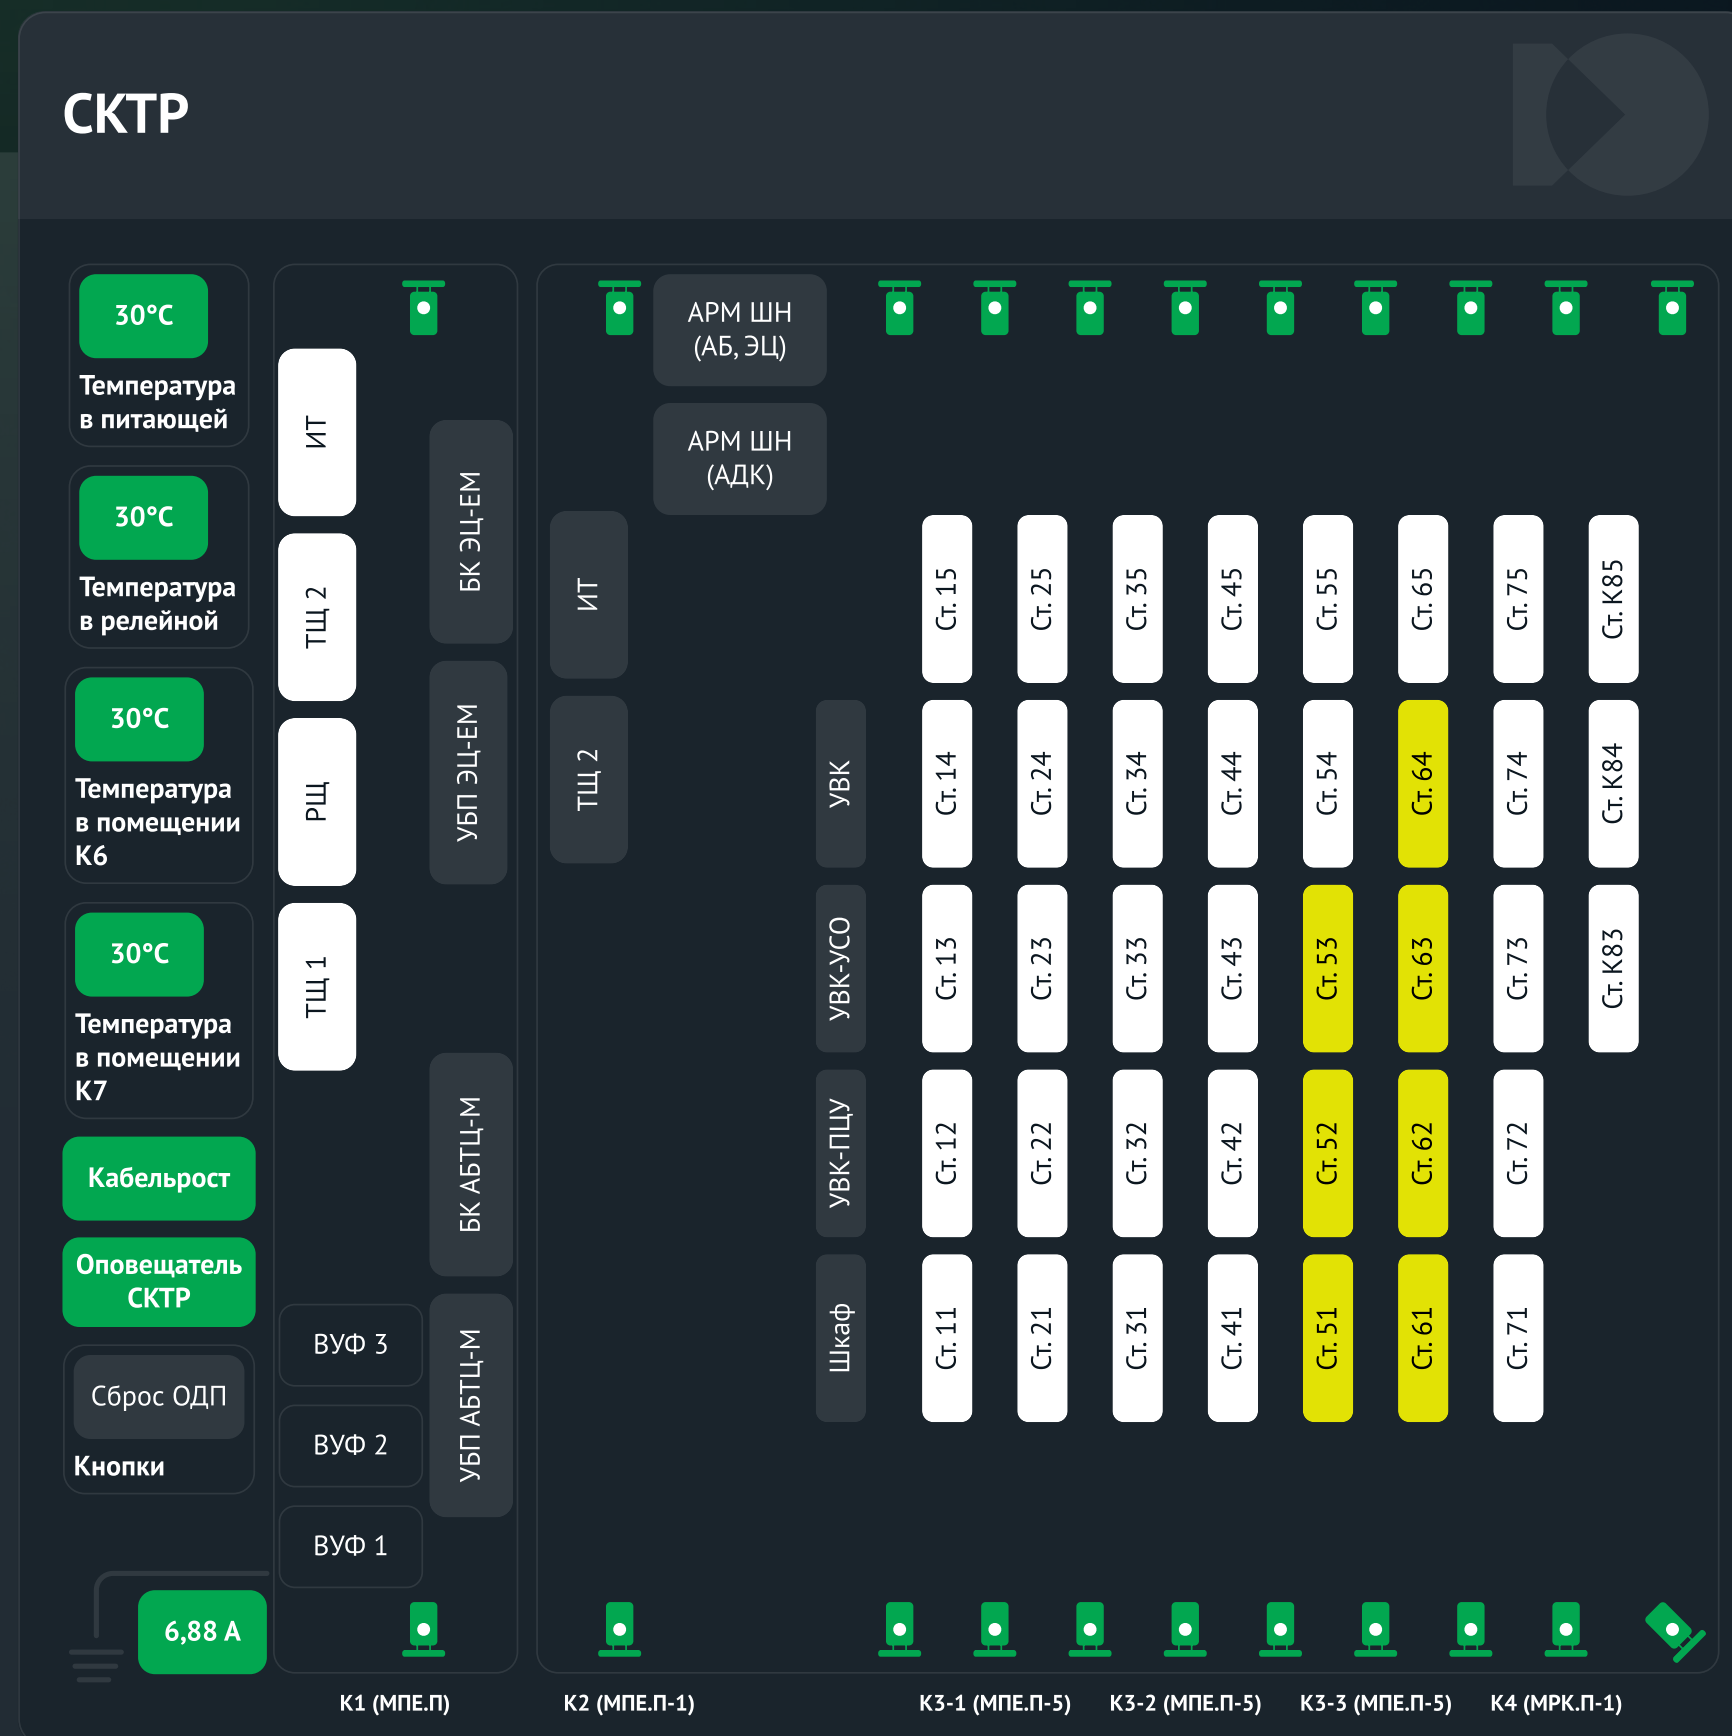 СКТР
30°C
Температура
в питающей
30°C
Температура
в релейной
30°C
Температура
в помещении
К6
30°C
Температура
в помещении
К7
Кабельрост
Оповещатель
СКТР
Сброс ОДП
Кнопки
6,88 А
ИТ
ТЩ 2
РЩ
ТЩ 1
БК ЭЦ-ЕМ
УБП ЭЦ-ЕМ
БК АБТЦ-М
УБП АБТЦ-М
ВУФ 3
ВУФ 2
ВУФ 1
АРМ ШН
(АБ, ЭЦ)
АРМ ШН
(АДК)
ИТ
ТЩ 2
УВК
УВК-УСО
УВК-ПЦУ
Шкаф
Ст. 15
Ст. 25
Ст. 35
Ст. 45
Ст. 55
Ст. 65
Ст. 75
Ст. К85
Ст. 14
Ст. 24
Ст. 34
Ст. 44
Ст. 54
Ст. 64
Ст. 74
Ст. К84
Ст. 13
Ст. 23
Ст. 33
Ст. 43
Ст. 53
Ст. 63
Ст. 73
Ст. К83
Ст. 12
Ст. 22
Ст. 32
Ст. 42
Ст. 52
Ст. 62
Ст. 72
Ст. 11
Ст. 21
Ст. 31
Ст. 41
Ст. 51
Ст. 61
Ст. 71
К1 (МПЕ.П)
К2 (МПЕ.П-1)
К3-1 (МПЕ.П-5)
К3-2 (МПЕ.П-5)
К3-3 (МПЕ.П-5)
К4 (МРК.П-1)